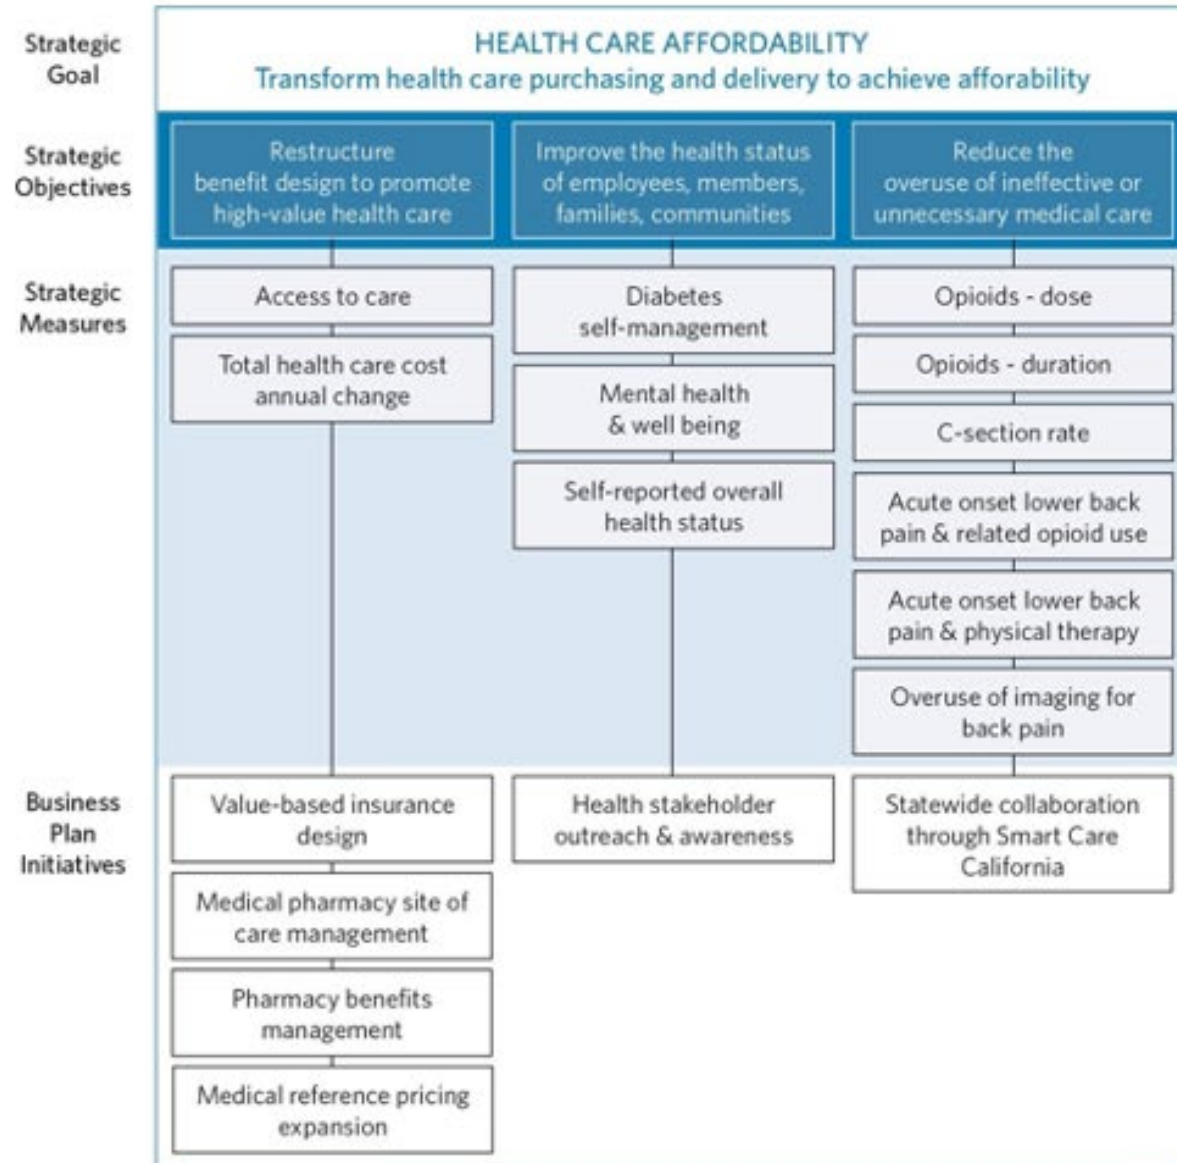 Strategic
Goal
HEALTH CARE AFFORDABILITY
Transform health care purchasing and delivery to achieve afforability
Strategic
Objectives
Restructure
benefit design to promote
high-value health care
Improve the health status
of employees, members,
families, communities
Reduce the
overuse of ineffective or
unnecessary medical care
Strategic
Measures
Access to care
Total health care cost
annual change
Diabetes
self-management
Mental health
& well being
Self-reported overall
health status
Opioids - dose
Opioids - duration
C-section rate
Acute onset lower back
pain & related opioid use
Acute onset lower back
pain & physical therapy
Overuse of imaging for
back pain
Business
Plan
Initiatives
Value-based insurance
design
Medical pharmacy site of
care management
Pharmacy benefits
management
Medical reference pricing
expansion
Health stakeholder
outreach & awareness
Statewide collaboration
through Smart Care
California